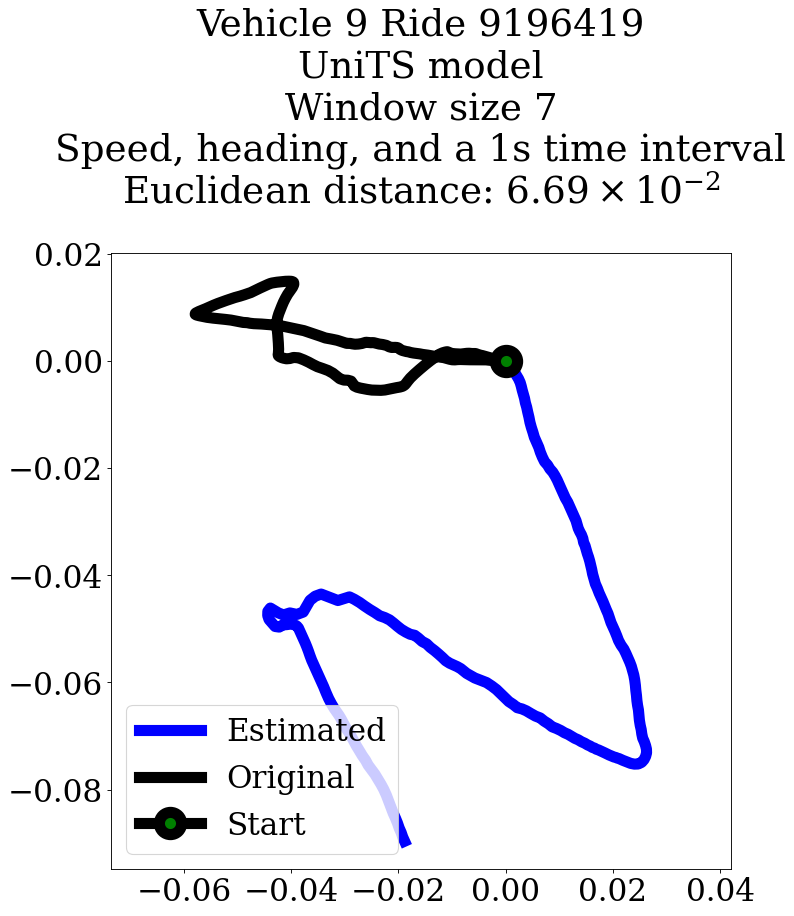 Vehicle 9 Ride 9196419
UniTS model
Window size 7
Speed, heading, and a 1s time interval
Euclidean distance: 6.69 × 10⁻²
0.02
0.00
−0.02
−0.04
−0.06
−0.08
Estimated
Original
Start
−0.06 −0.04 −0.02 0.00 0.02 0.04